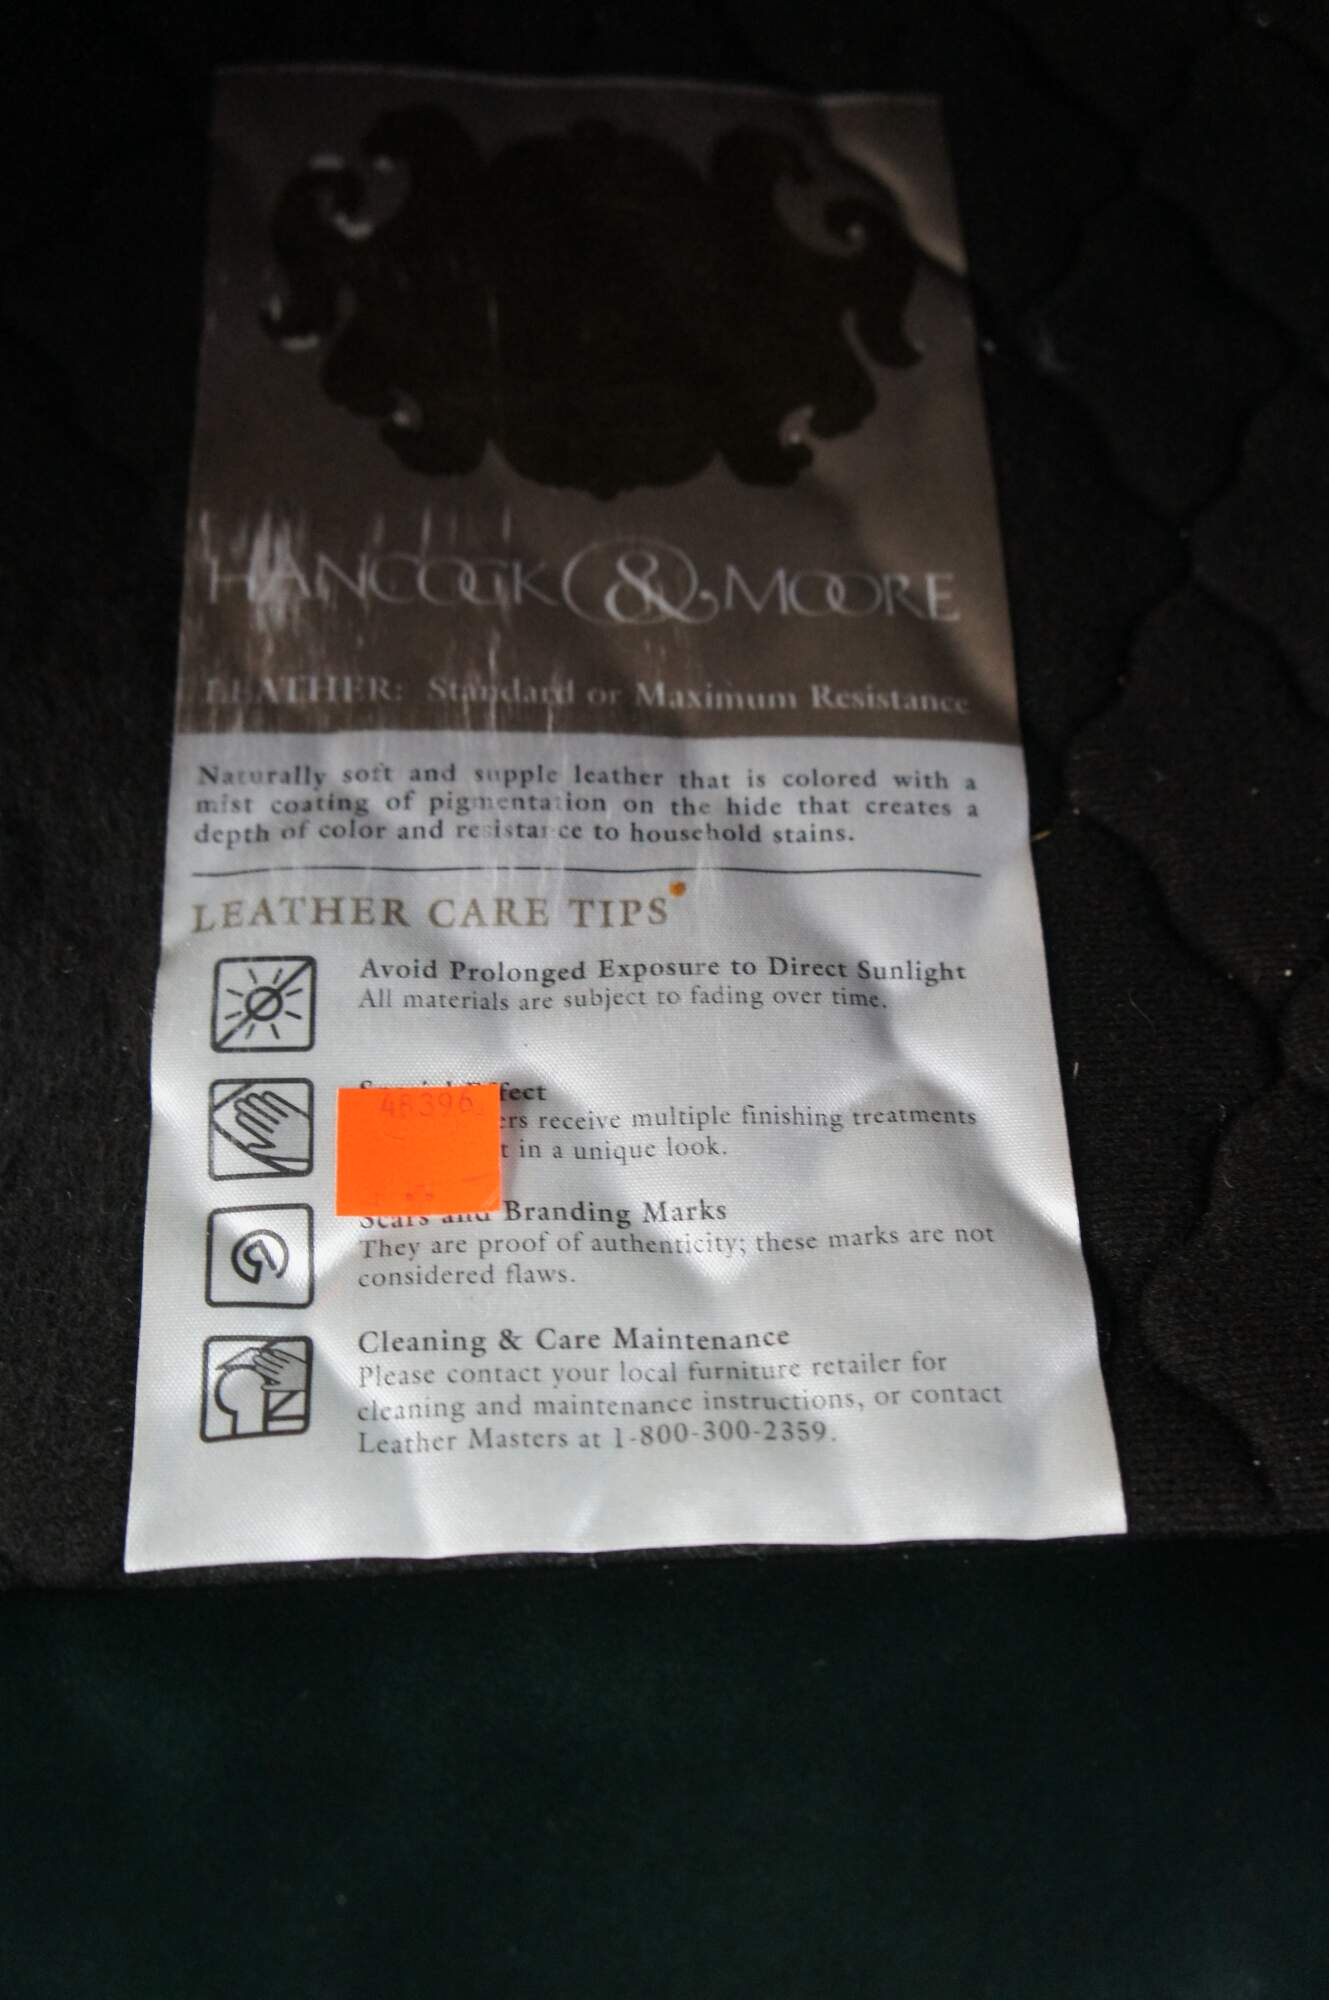 HANCOCK & MOORE
LEATHER: Standard or Maximum Resistance
Naturally soft and supple leather that is colored with a
mist coating of pigmentation on the hide that creates a
depth of color and resistance to household stains.
LEATHER CARE TIPS
Avoid Prolonged Exposure to Direct Sunlight
All materials are subject to fading over time.
receive multiple finishing treatments
in a unique look.
Scars and Branding Marks
They are proof of authenticity; these marks are not
considered flaws.
Cleaning & Care Maintenance
Please contact your local furniture retailer for
cleaning and maintenance instructions, or contact
Leather Masters at 1-800-300-2359.